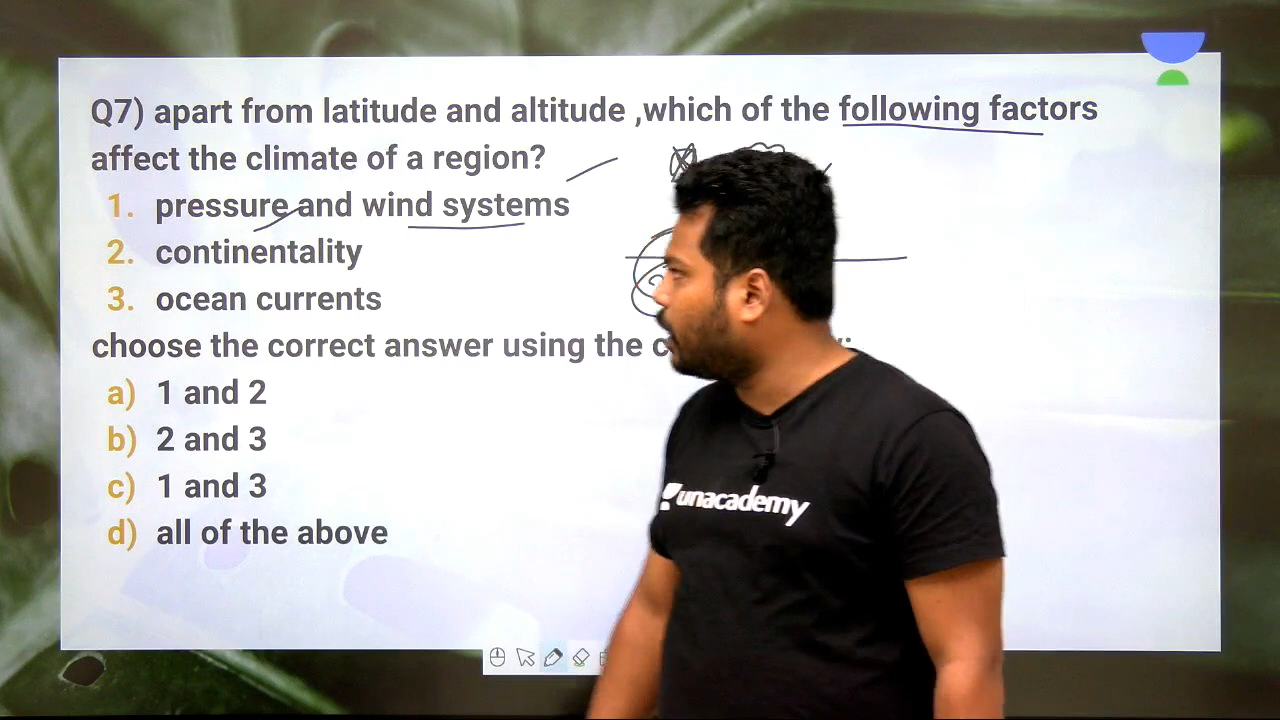 Q7) apart from latitude and altitude ,which of the following factors
affect the climate of a region?
1. pressure and wind systems
2. continentality
3. ocean currents
choose the correct answer using the
a) 1 and 2
b) 2 and 3
c) 1 and 3
d) all of the above
unacademy